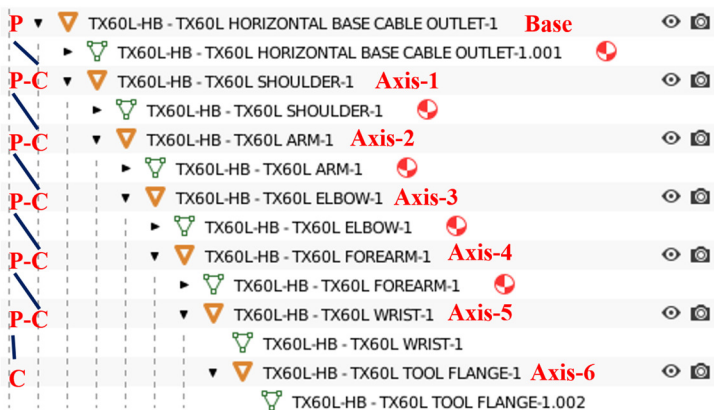 P TX60L-HB - TX60L HORIZONTAL BASE CABLE OUTLET-1 Base
TX60L-HB - TX60L HORIZONTAL BASE CABLE OUTLET-1.001
P-C TX60L-HB - TX60L SHOULDER-1 Axis-1
TX60L-HB - TX60L SHOULDER-1
P-C TX60L-HB - TX60L ARM-1 Axis-2
TX60L-HB - TX60L ARM-1
P-C TX60L-HB - TX60L ELBOW-1 Axis-3
TX60L-HB - TX60L ELBOW-1
P-C TX60L-HB - TX60L FOREARM-1 Axis-4
TX60L-HB - TX60L FOREARM-1
P-C TX60L-HB - TX60L WRIST-1 Axis-5
TX60L-HB - TX60L WRIST-1
C TX60L-HB - TX60L TOOL FLANGE-1 Axis-6
TX60L-HB - TX60L TOOL FLANGE-1.002